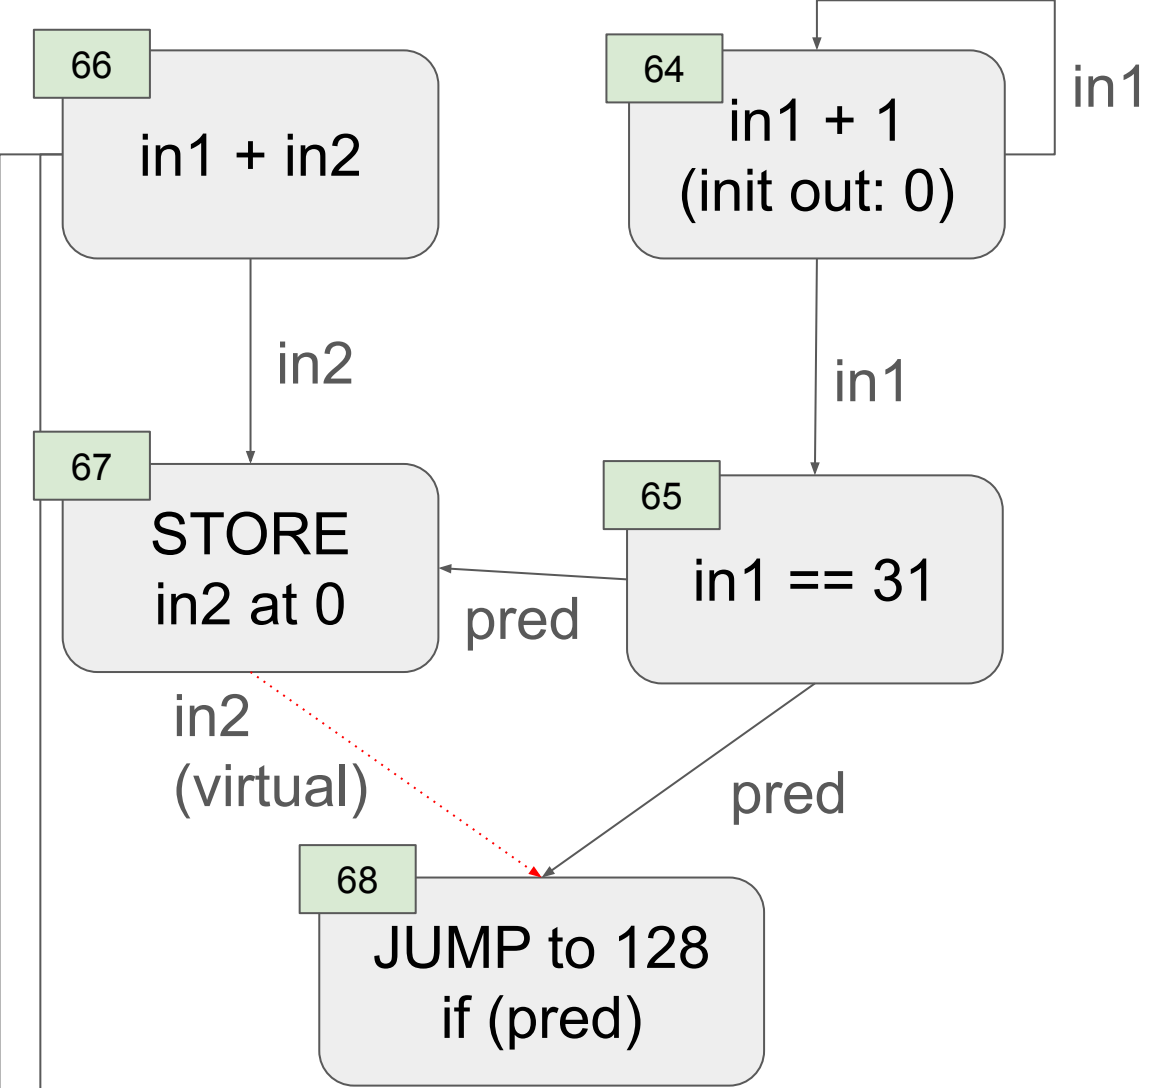 66
in1 + in2
64
in1 + 1
(init out: 0)
in1
in2
in1
67
STORE
in2 at 0
65
in1 == 31
pred
in2
(virtual)
pred
68
JUMP to 128
if (pred)